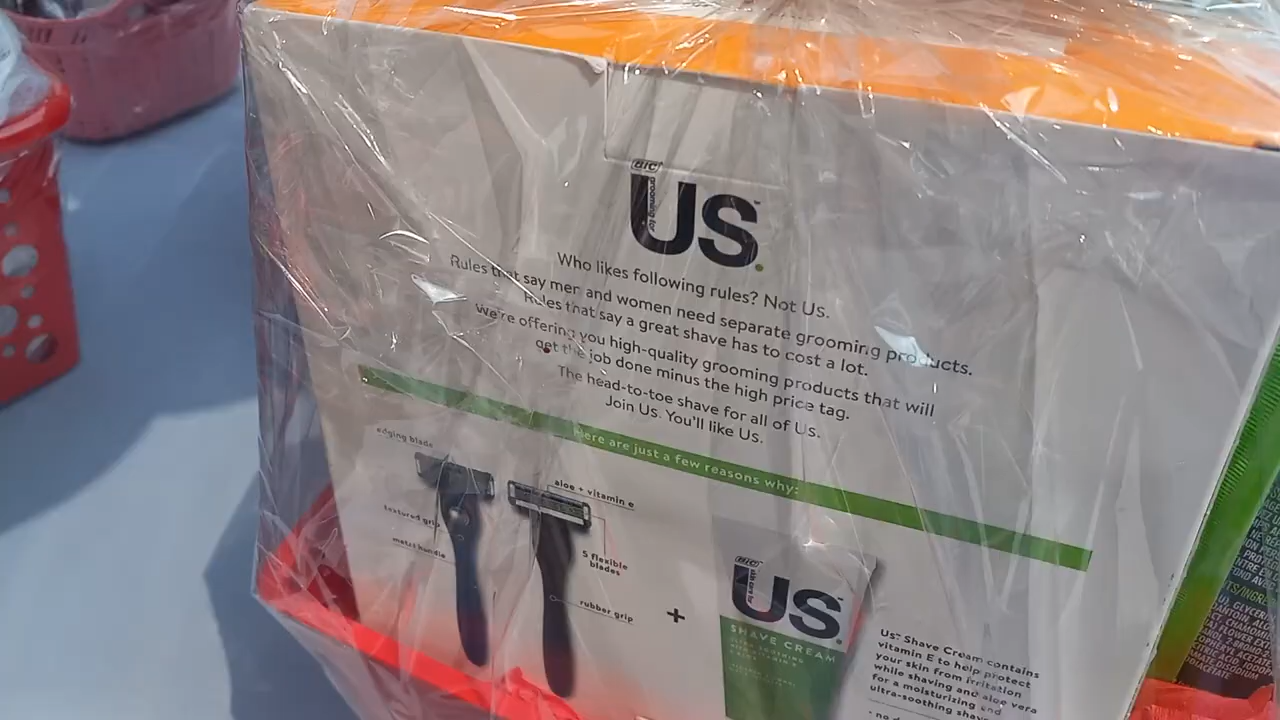 BIC
grooming for
US.
Who likes following rules? Not Us.
Rules that say men and women need separate grooming products.
Rules that say a great shave has to cost a lot.
We're offering you high-quality grooming products that will
get the job done minus the high price tag.
The head-to-toe shave for all of Us.
Join Us. You'll like Us.
Here are just a few reasons why:
edging blade
textured grip
metal handle
aloe + vitamin e
5 flexible
blades
rubber grip
+
BIC
skin care for
US.
SHAVE CREAM
Us™ Shave Cream contains
vitamin E to help protect
your skin from irritation
while shaving and aloe vera
for a moisturizing and
ultra-soothing shave